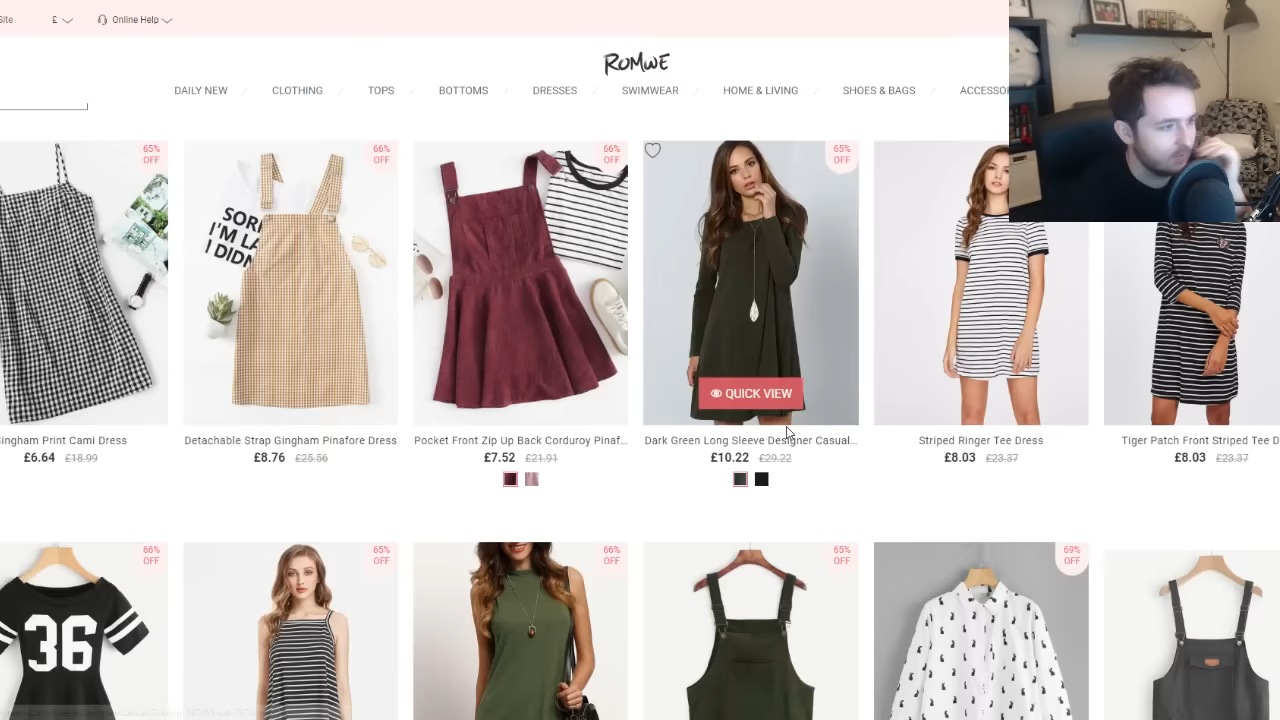 Site
£
Online Help
ROMWE
DAILY NEW / CLOTHING / TOPS / BOTTOMS / DRESSES / SWIMWEAR / HOME & LIVING / SHOES & BAGS / ACCESSO
65% OFF
66% OFF
66% OFF
65% OFF
SORR
I'M LA
I DIDN
QUICK VIEW
ingham Print Cami Dress
£6.64 £18.99
Detachable Strap Gingham Pinafore Dress
£8.76 £25.56
Pocket Front Zip Up Back Corduroy Pinaf...
£7.52 £21.91
Dark Green Long Sleeve Designer Casual...
£10.22 £29.22
Striped Ringer Tee Dress
£8.03 £23.37
Tiger Patch Front Striped Tee D
£8.03 £23.37
66% OFF
65% OFF
66% OFF
65% OFF
69% OFF
36